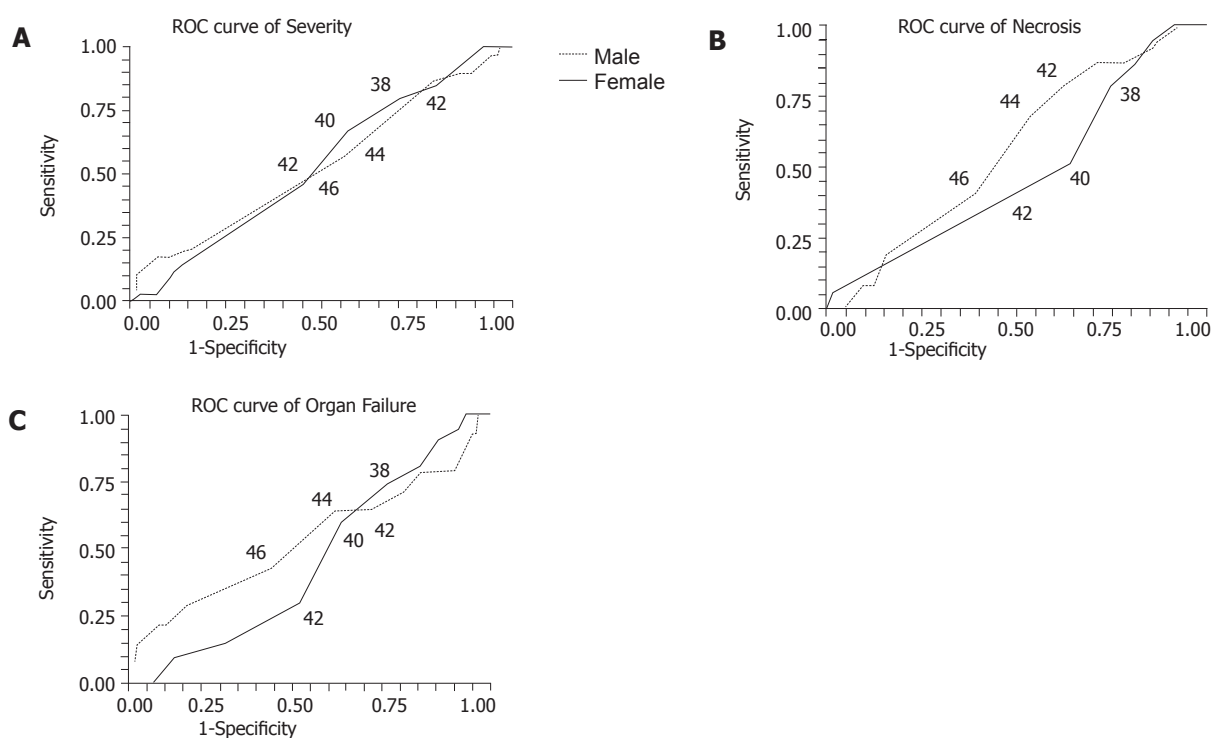 A
ROC curve of Severity
1.00
0.75
0.50
0.25
0.00
Sensitivity
38
40
42
42
44
46
0.00 0.25 0.50 0.75 1.00
1-Specificity
Male
Female
B
ROC curve of Necrosis
1.00
0.75
0.50
0.25
0.00
Sensitivity
42
44
38
46
40
42
0.00 0.25 0.50 0.75 1.00
1-Specificity
C
ROC curve of Organ Failure
1.00
0.75
0.50
0.25
0.00
Sensitivity
38
44
42
40
46
42
0.00 0.25 0.50 0.75 1.00
1-Specificity